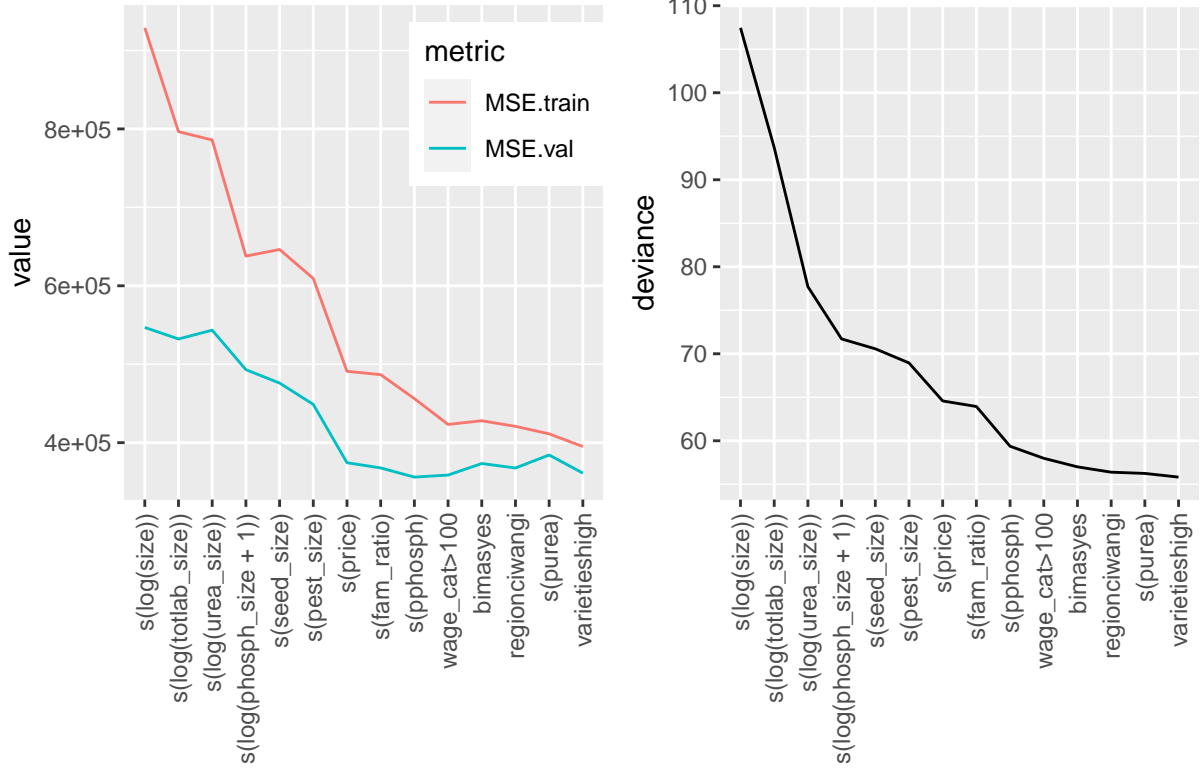 value
8e+05
6e+05
4e+05
metric
MSE.train
MSE.val
s(log(size))
s(log(totlab_size))
s(log(urea_size))
s(log(phosph_size + 1))
s(seed_size)
s(pest_size)
s(price)
s(fam_ratio)
s(pphosph)
wage_cat>100
bimasyes
regionciwangi
s(purea)
varietieshigh
deviance
110
100
90
80
70
60
s(log(size))
s(log(totlab_size))
s(log(urea_size))
s(log(phosph_size + 1))
s(seed_size)
s(pest_size)
s(price)
s(fam_ratio)
s(pphosph)
wage_cat>100
bimasyes
regionciwangi
s(purea)
varietieshigh